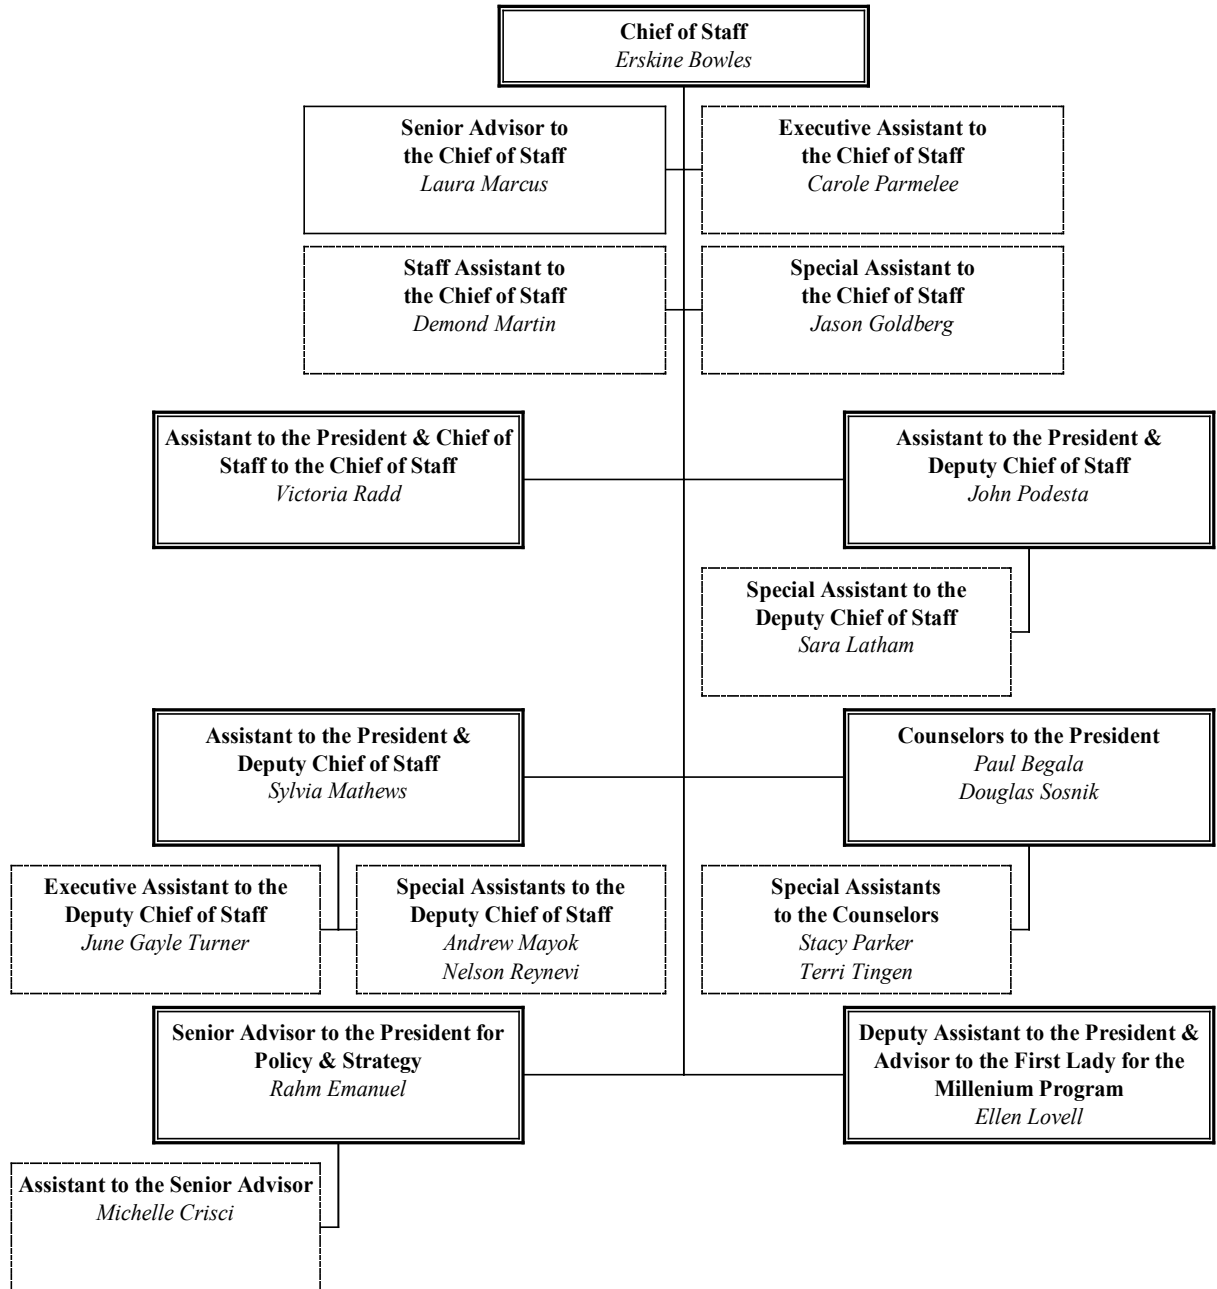 Chief of Staff
Erskine Bowles
Senior Advisor to
the Chief of Staff
Laura Marcus
Executive Assistant to
the Chief of Staff
Carole Parmelee
Staff Assistant to
the Chief of Staff
Demond Martin
Special Assistant to
the Chief of Staff
Jason Goldberg
Assistant to the President & Chief of
Staff to the Chief of Staff
Victoria Radd
Assistant to the President &
Deputy Chief of Staff
John Podesta
Special Assistant to the
Deputy Chief of Staff
Sara Latham
Assistant to the President &
Deputy Chief of Staff
Sylvia Mathews
Counselors to the President
Paul Begala
Douglas Sosnik
Executive Assistant to the
Deputy Chief of Staff
June Gayle Turner
Special Assistants to the
Deputy Chief of Staff
Andrew Mayok
Nelson Reynevi
Special Assistants
to the Counselors
Stacy Parker
Terri Tingen
Senior Advisor to the President for
Policy & Strategy
Rahm Emanuel
Deputy Assistant to the President &
Advisor to the First Lady for the
Millenium Program
Ellen Lovell
Assistant to the Senior Advisor
Michelle Crisci